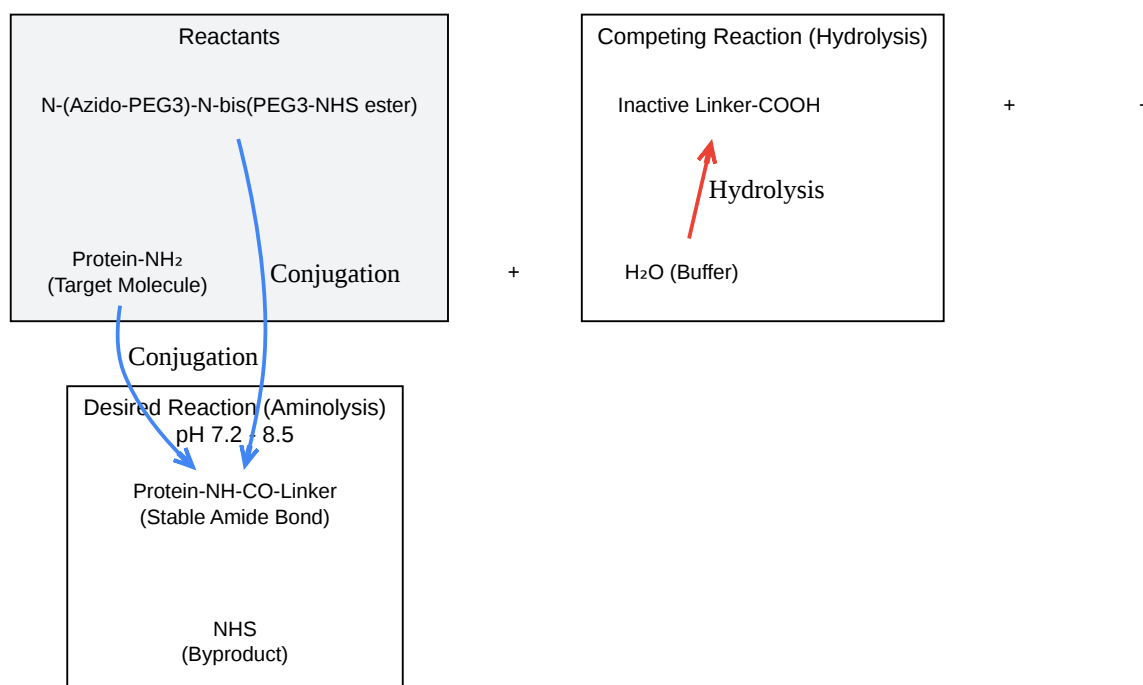 Reactants
N-(Azido-PEG3)-N-bis(PEG3-NHS ester)
Protein-NH₂
(Target Molecule)
Conjugation
Conjugation
+
Competing Reaction (Hydrolysis)
Inactive Linker-COOH
Hydrolysis
H₂O (Buffer)
+
Desired Reaction (Aminolysis)
pH 7.2 - 8.5
Protein-NH-CO-Linker
(Stable Amide Bond)
NHS
(Byproduct)